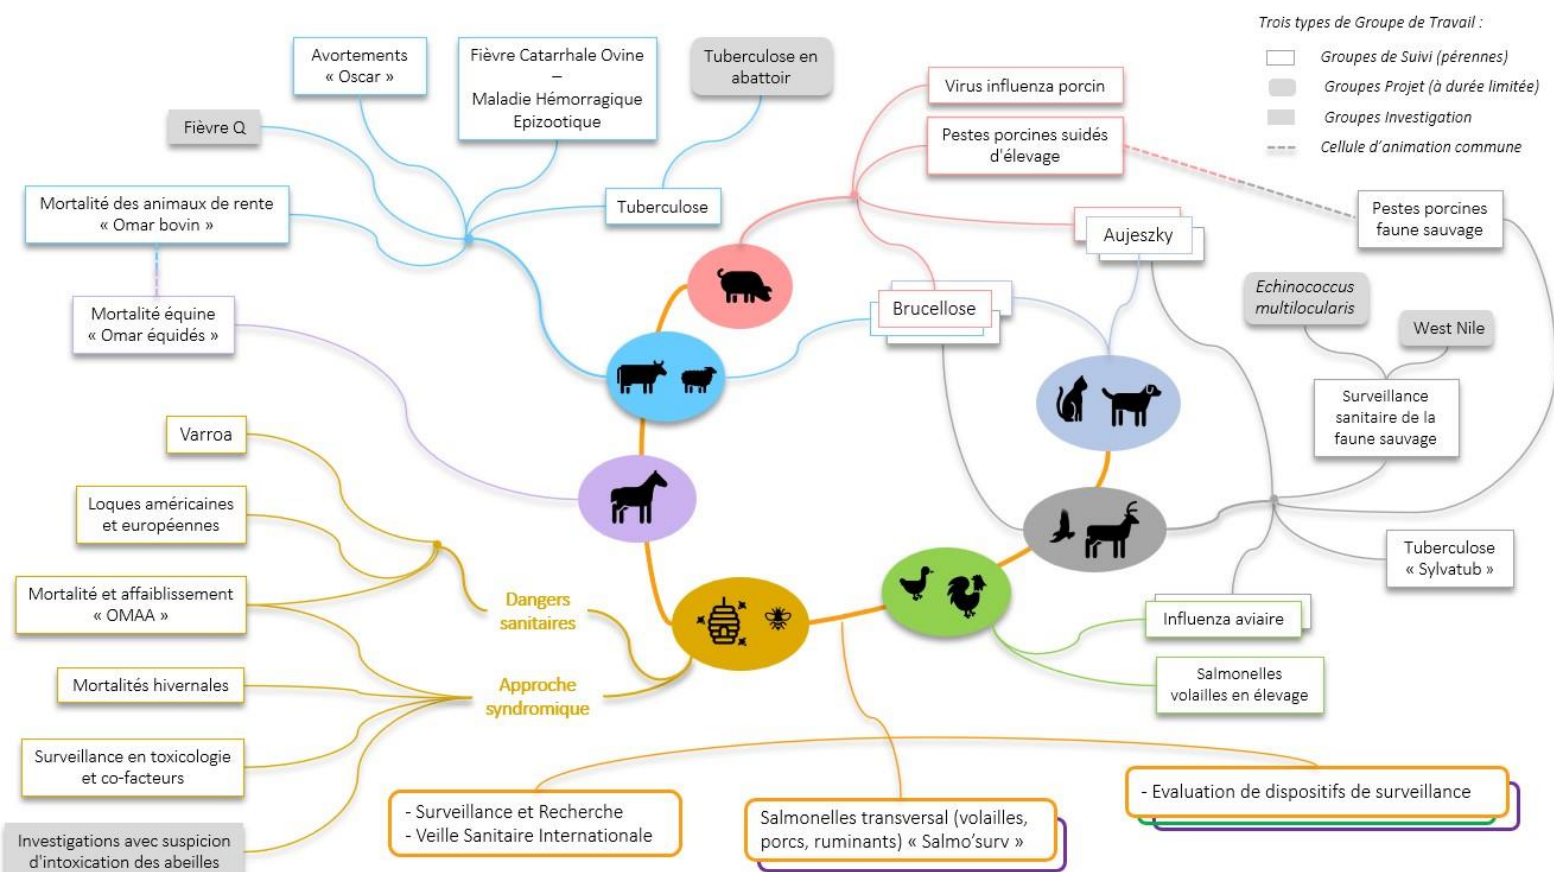 Trois types de Groupe de Travail :
Groupes de Suivi (pérennes)
Groupes Projet (à durée limitée)
Groupes Investigation
Cellule d'animation commune
Avortements
« Oscar »
Fièvre Catarrhale Ovine
–
Maladie Hémorragique
Epizootique
Tuberculose en
abattoir
Fièvre Q
Mortalité des animaux de rente
« Omar bovin »
Tuberculose
Mortalité équine
« Omar équidés »
Virus influenza porcin
Pestes porcines suidés
d'élevage
Pestes porcines
faune sauvage
Aujeszky
Brucellose
Echinococcus
multilocularis
West Nile
Surveillance
sanitaire de la
faune sauvage
Tuberculose
« Sylvatub »
Influenza aviaire
Salmonelles
volailles en élevage
Varroa
Loques américaines
et européennes
Mortalité et affaiblissement
« OMAA »
Dangers
sanitaires
Mortalités hivernales
Approche
syndromique
Surveillance en toxicologie
et co-facteurs
Investigations avec suspicion
d'intoxication des abeilles
- Surveillance et Recherche
- Veille Sanitaire Internationale
Salmonelles transversal (volailles,
porcs, ruminants) « Salmo'surv »
- Evaluation de dispositifs de surveillance